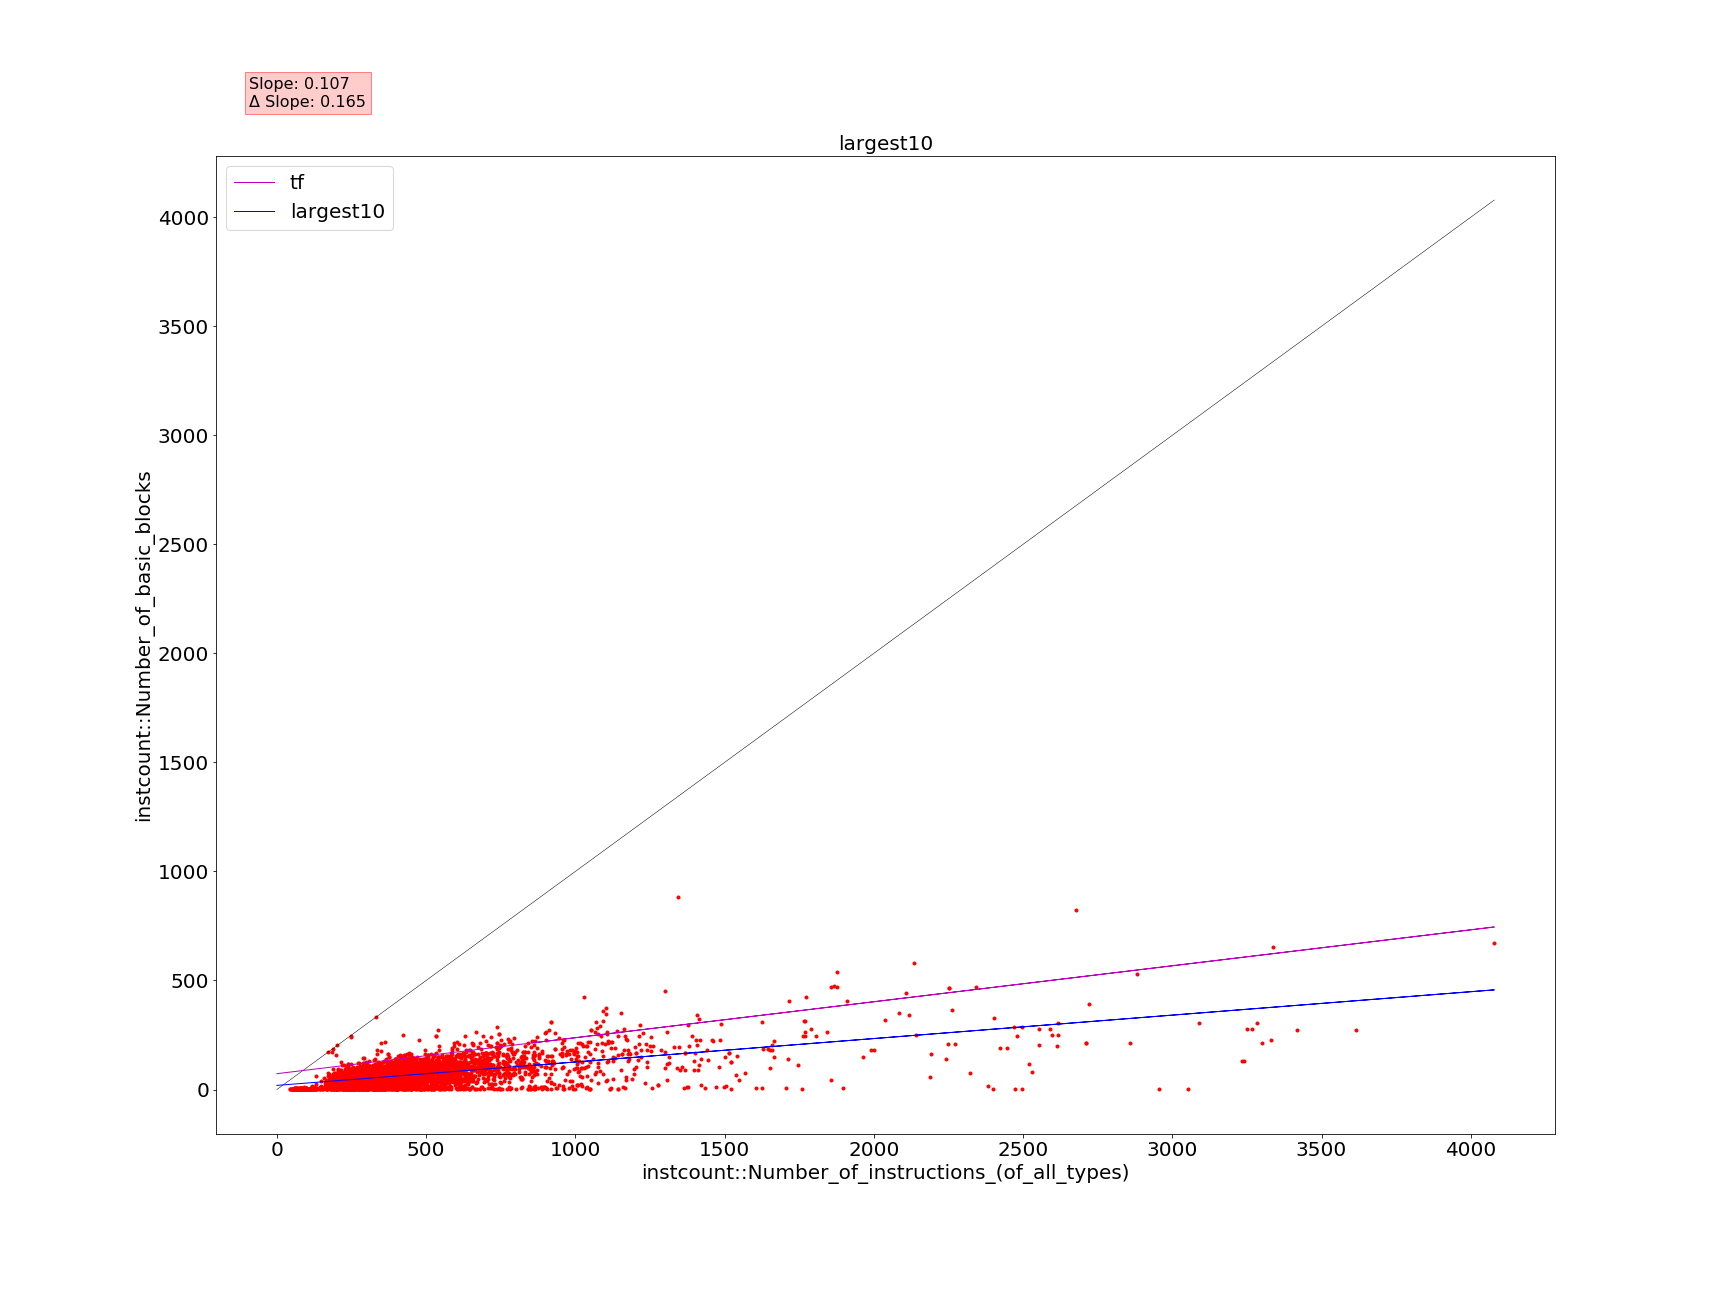 Slope: 0.107
Δ Slope: 0.165
largest10
tf
largest10
4000
3500
3000
2500
2000
1500
1000
500
0
instcount::Number_of_basic_blocks
0 500 1000 1500 2000 2500 3000 3500 4000
instcount::Number_of_instructions_(of_all_types)